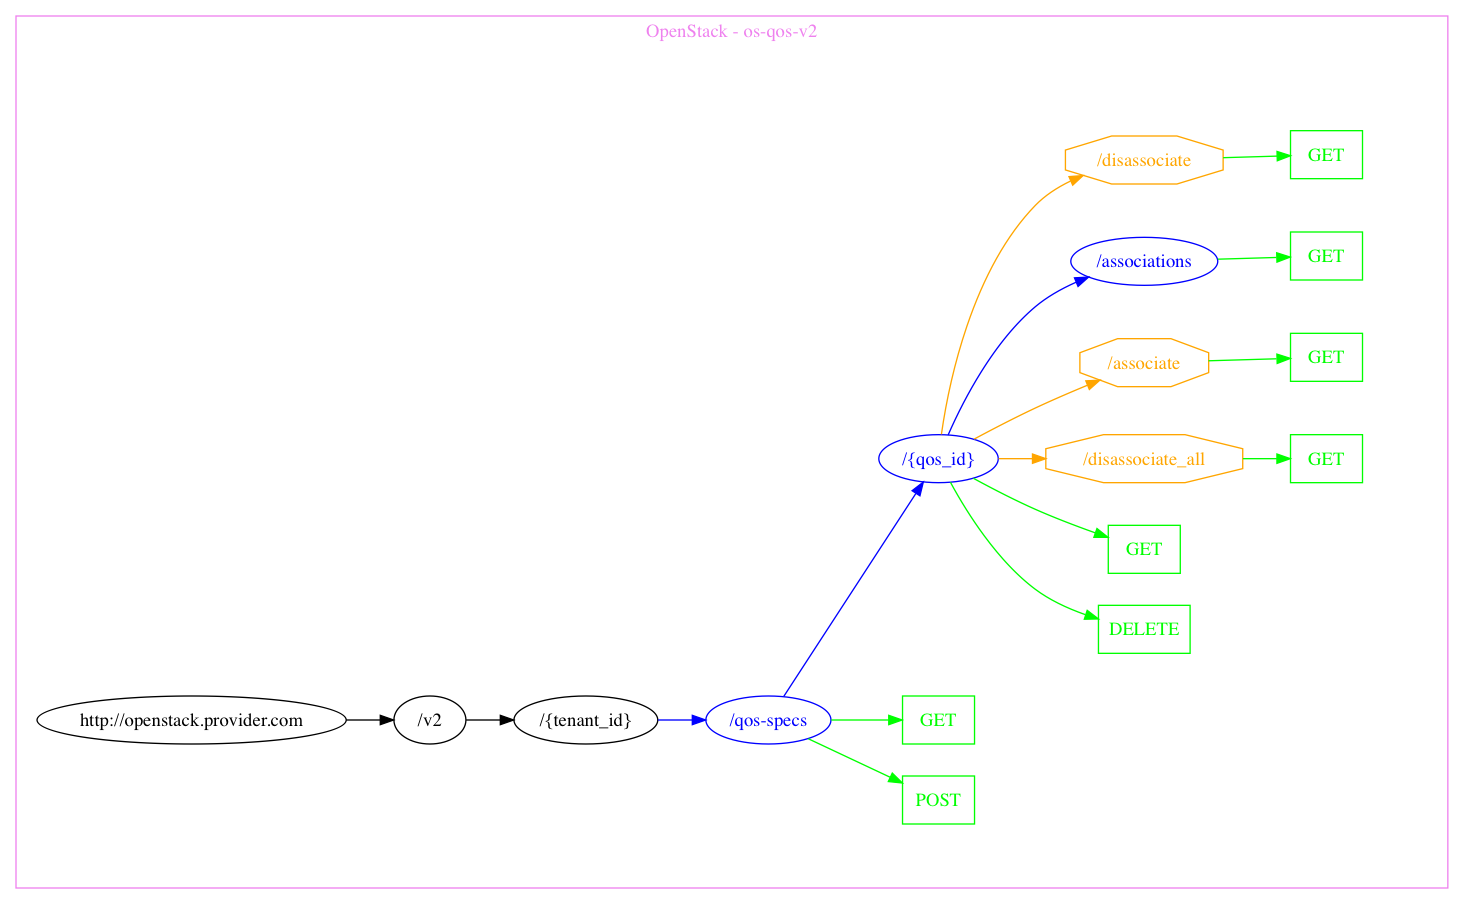 OpenStack - os-qos-v2
/disassociate
GET
/associations
GET
/associate
GET
/{qos_id}
/disassociate_all
GET
GET
DELETE
http://openstack.provider.com
/v2
/{tenant_id}
/qos-specs
GET
POST